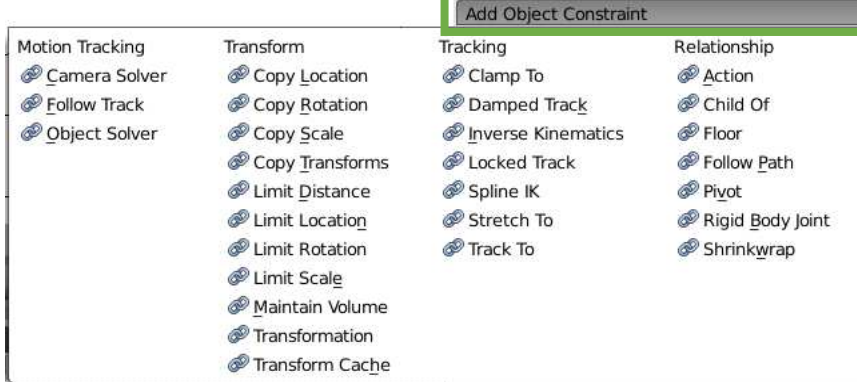 Add Object Constraint
Motion Tracking
Camera Solver
Follow Track
Object Solver
Transform
Copy Location
Copy Rotation
Copy Scale
Copy Transforms
Limit Distance
Limit Location
Limit Rotation
Limit Scale
Maintain Volume
Transformation
Transform Cache
Tracking
Clamp To
Damped Track
Inverse Kinematics
Locked Track
Spline IK
Stretch To
Track To
Relationship
Action
Child Of
Floor
Follow Path
Pivot
Rigid Body Joint
Shrinkwrap